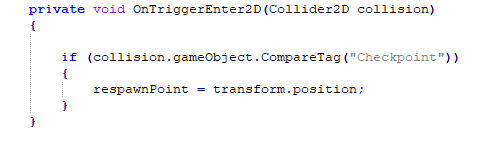 private void OnTriggerEnter2D(Collider2D collision)
{
if (collision.gameObject.CompareTag("Checkpoint"))
{
respawnPoint = transform.position;
}
}